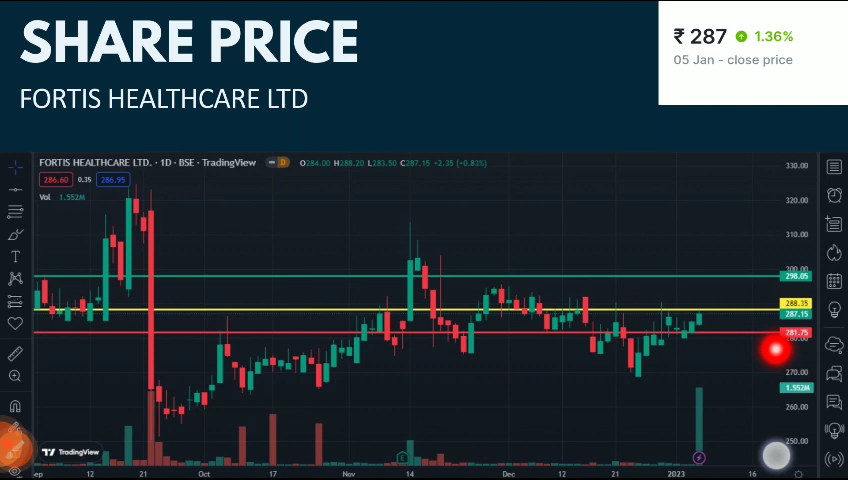 SHARE PRICE
FORTIS HEALTHCARE LTD
₹ 287 1.36%
05 Jan - close price
FORTIS HEALTHCARE LTD. · 1D · BSE · TradingView D O284.00 H288.20 L283.50 C287.15 +2.35 (+0.83%)
286.60 0.35 286.95
Vol 1.552M
330.00
320.00
310.00
300.00
298.05
288.35
287.15
281.75
280.00
270.00
1.552M
260.00
250.00
TradingView
E
Sep 12 21 Oct 17 Nov 14 Dec 12 21 2023 16